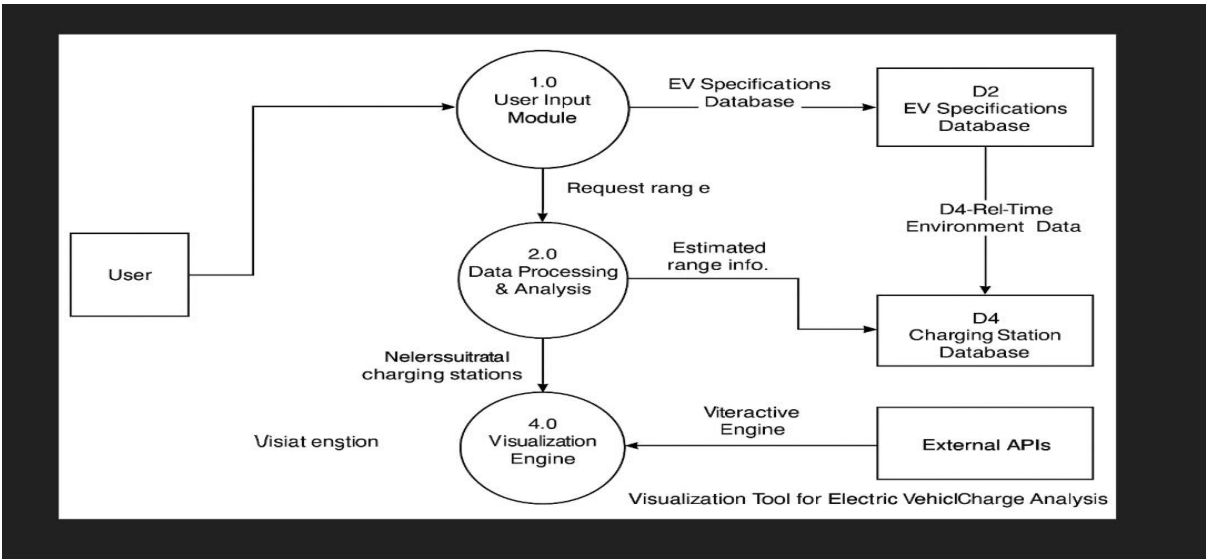 1.0
User Input
Module
EV Specifications
Database
D2
EV Specifications
Database
Request rang e
D4-Rel-Time
Environment Data
User
2.0
Data Processing
& Analysis
Estimated
range info.
D4
Charging Station
Database
Nelerssuitratal
charging stations
4.0
Visualization
Engine
Visiat enstion
Viteractive
Engine
External APIs
Visualization Tool for Electric VehiclCharge Analysis